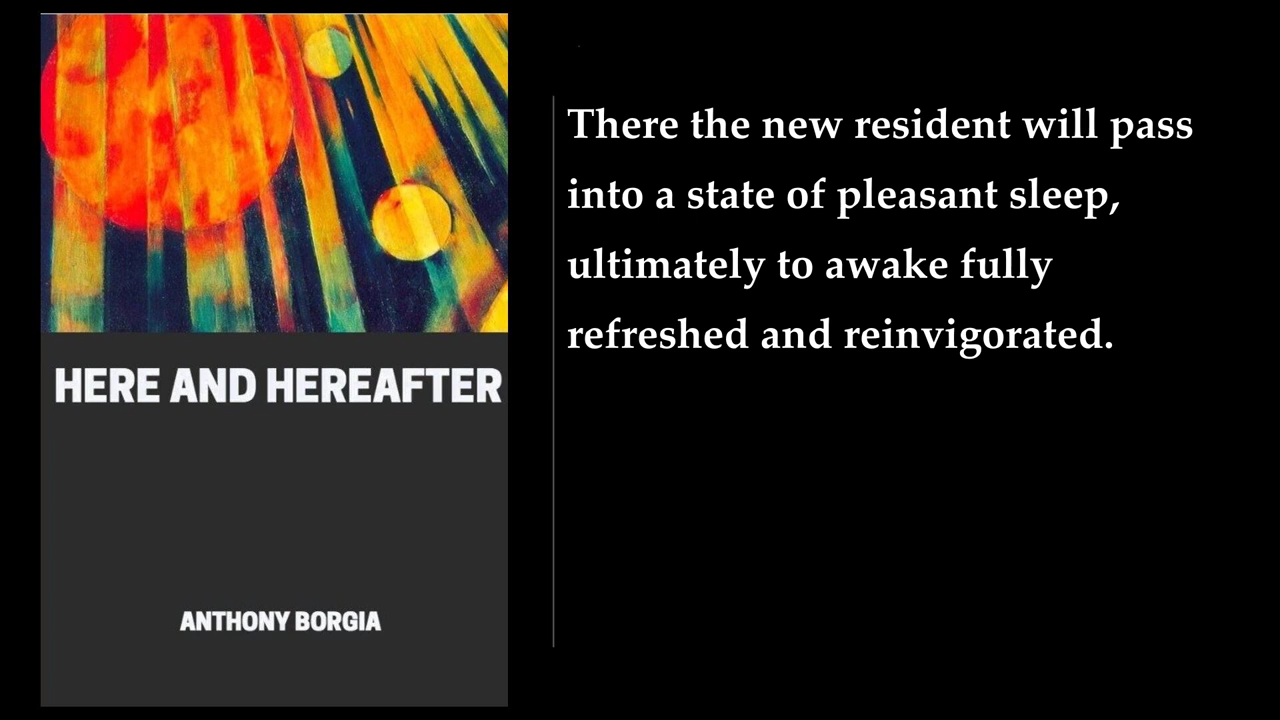 HERE AND HEREAFTER
ANTHONY BORGIA
There the new resident will pass
into a state of pleasant sleep,
ultimately to awake fully
refreshed and reinvigorated.